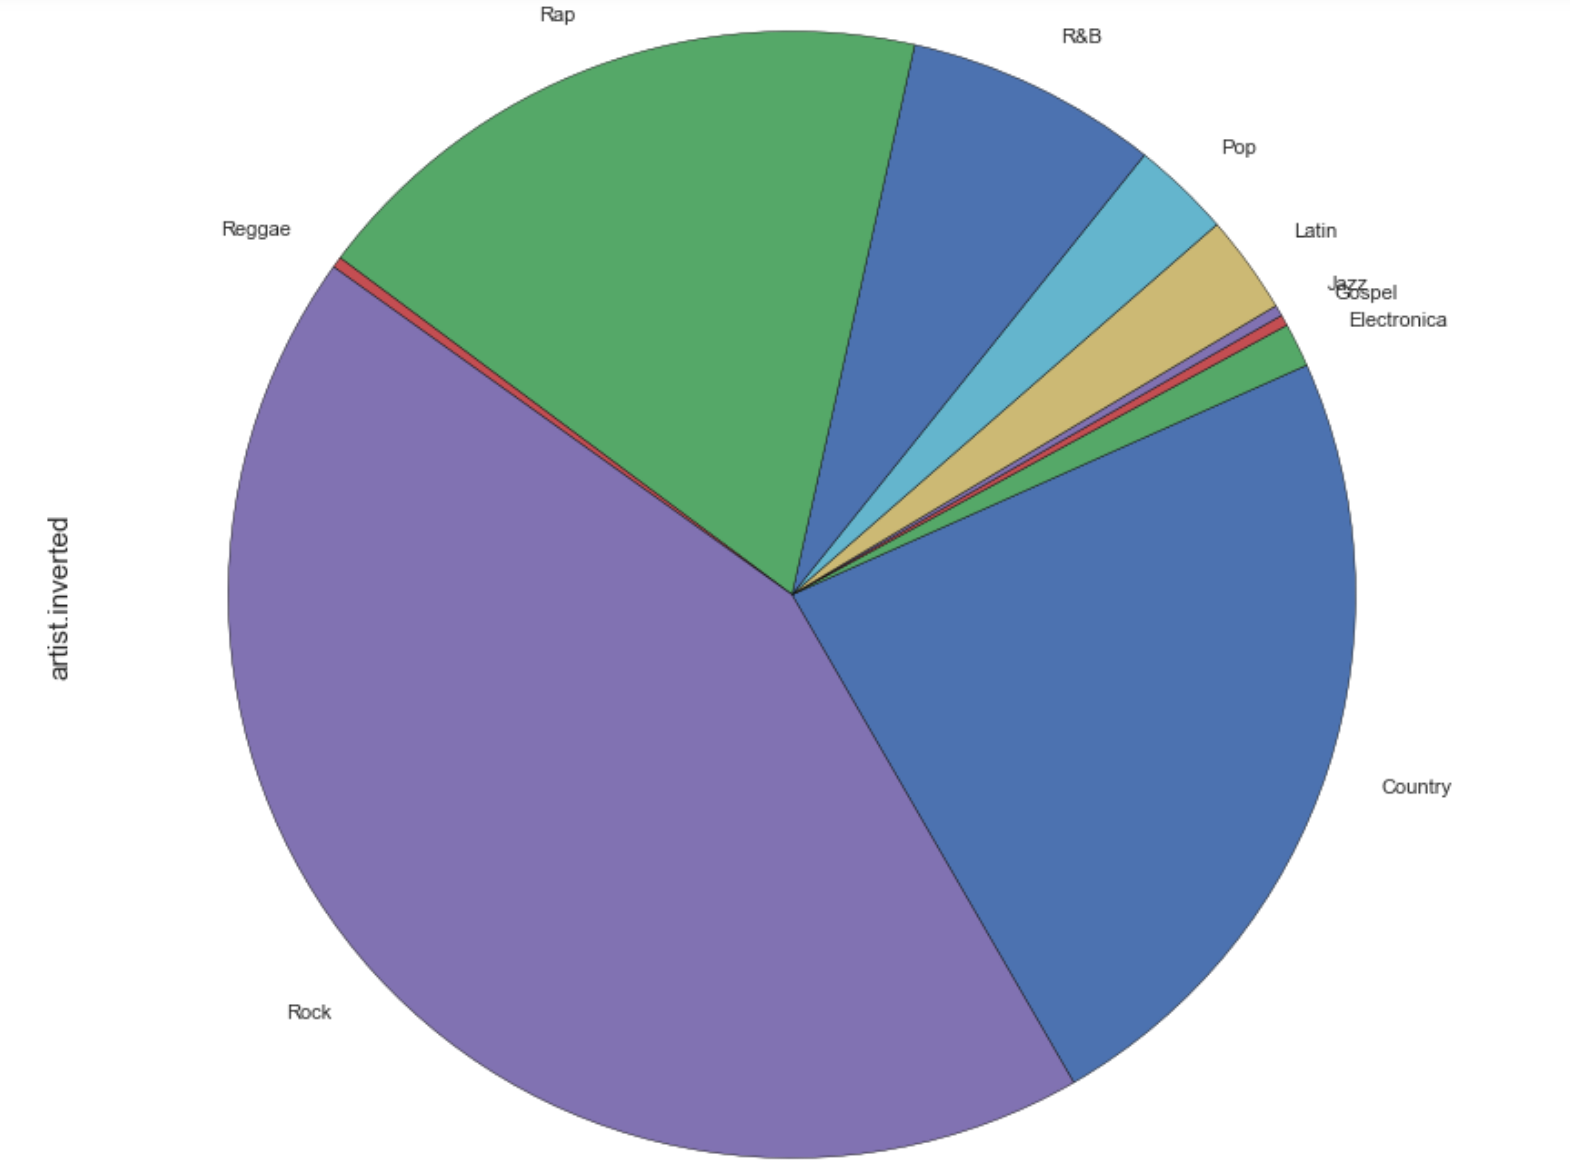 Rap
R&B
Pop
Reggae
Latin
Jazz
Gospel
Electronica
artist.inverted
Country
Rock